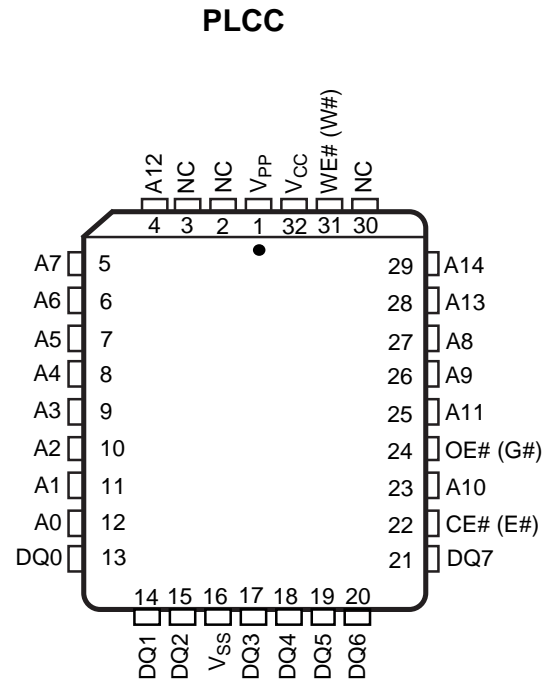 PLCC
A12 NC NC VPP VCC WE# (W#) NC
4 3 2 1 32 31 30
A7 5 29 A14
A6 6 28 A13
A5 7 27 A8
A4 8 26 A9
A3 9 25 A11
A2 10 24 OE# (G#)
A1 11 23 A10
A0 12 22 CE# (E#)
DQ0 13 21 DQ7
14 15 16 17 18 19 20
DQ1 DQ2 VSS DQ3 DQ4 DQ5 DQ6